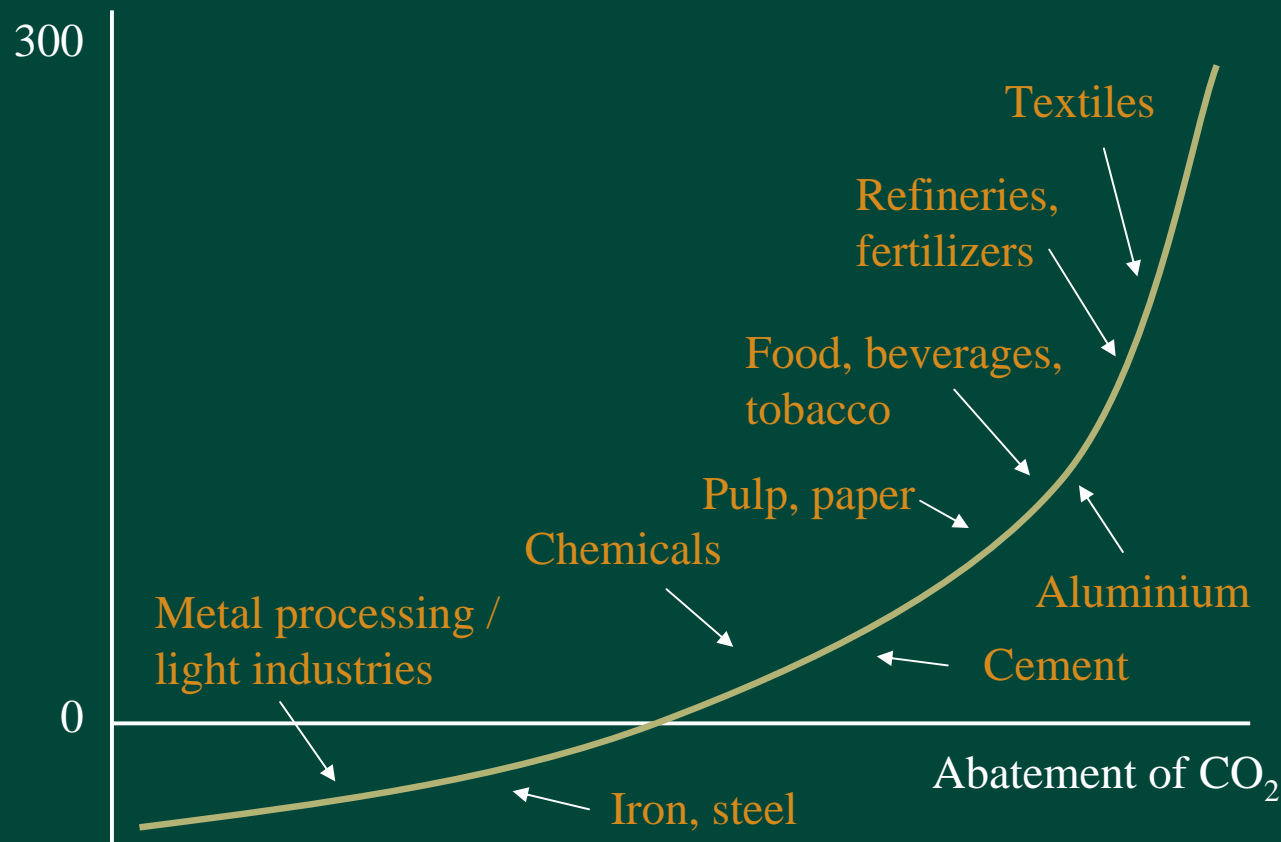 300
Textiles
Refineries,
fertilizers
Food, beverages,
tobacco
Pulp, paper
Chemicals
Aluminium
Metal processing /
light industries
Cement
0
Abatement of CO₂
Iron, steel